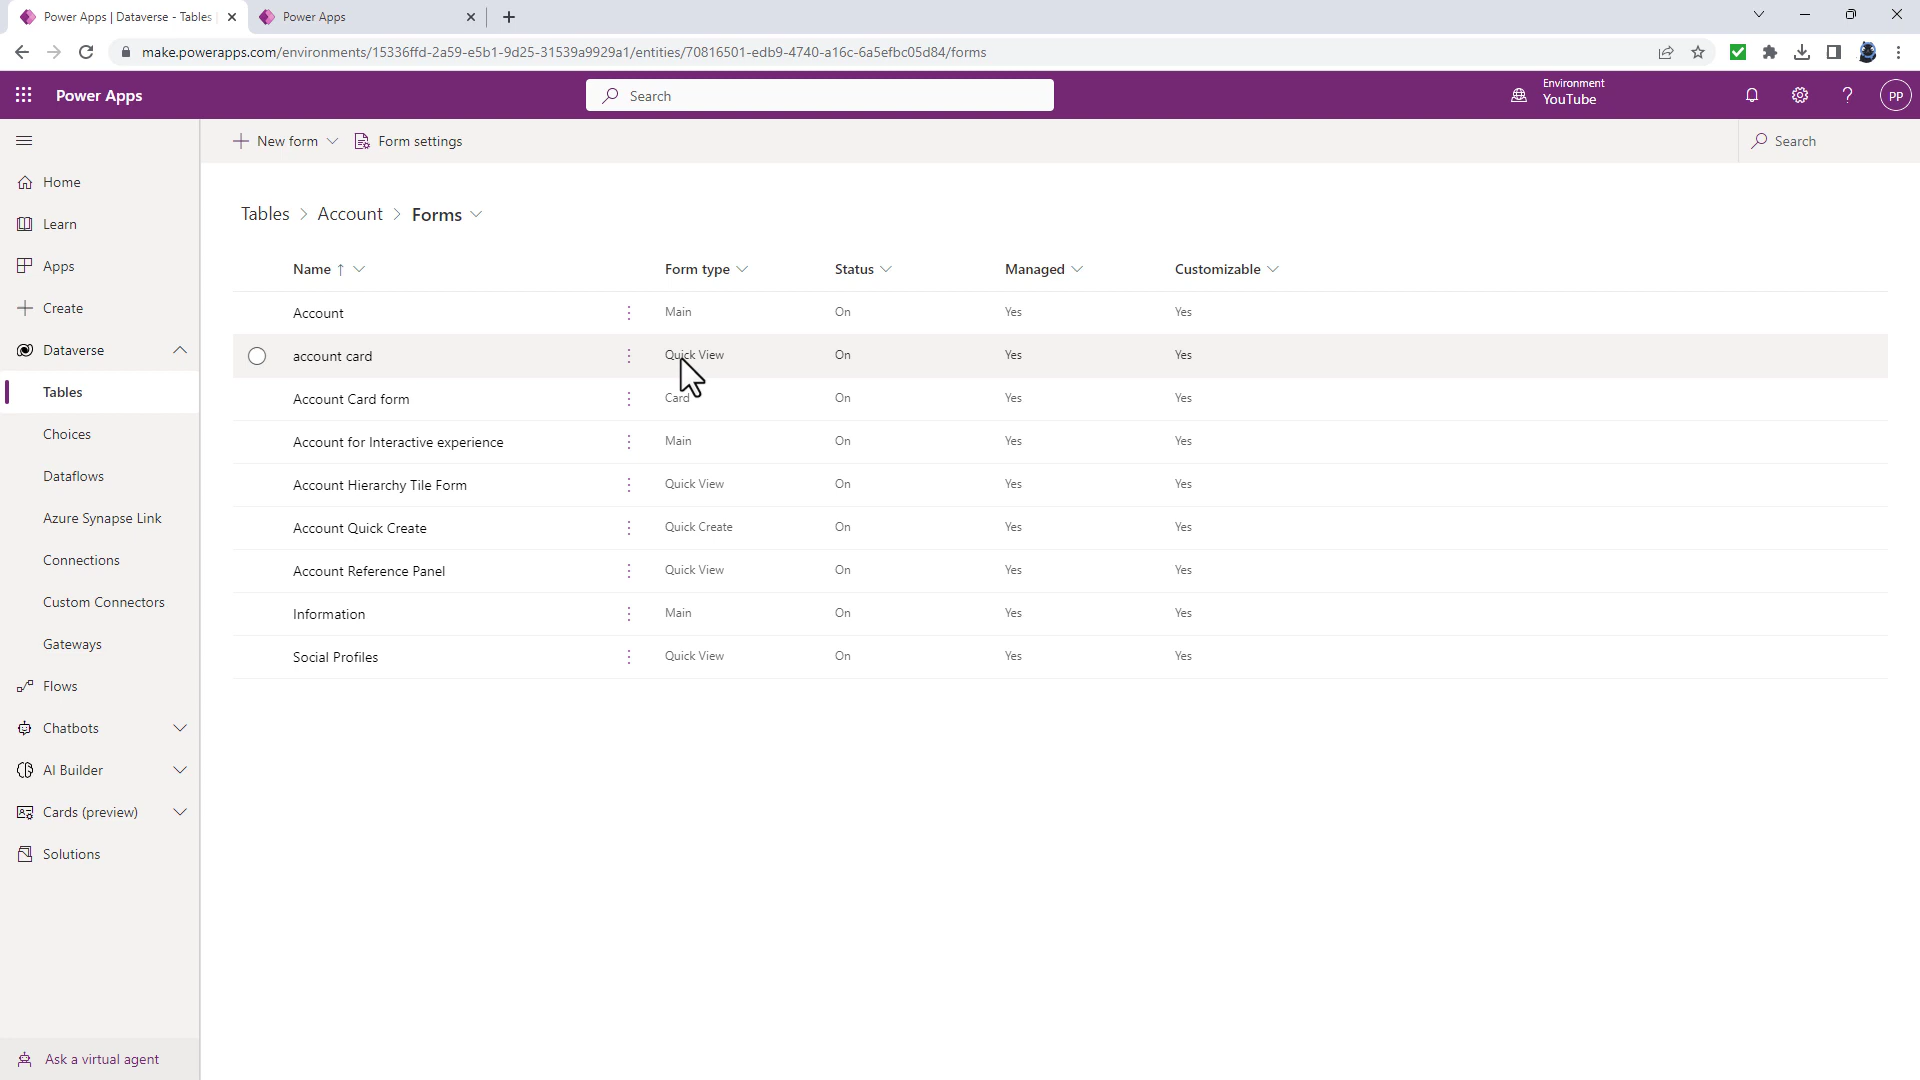 Power Apps | Dataverse - Tables
Power Apps
make.powerapps.com/environments/15336ffd-2a59-e5b1-9d25-31539a9929a1/entities/70816501-edb9-4740-a16c-6a5efbc05d84/forms
Power Apps
Search
Environment
YouTube
?
PP
New form
Form settings
Search
Home
Learn
Apps
Create
Dataverse
Tables
Choices
Dataflows
Azure Synapse Link
Connections
Custom Connectors
Gateways
Flows
Chatbots
AI Builder
Cards (preview)
Solutions
Ask a virtual agent
Tables > Account > Forms
Name ↑ Form type Status Managed Customizable
Account Main On Yes Yes
account card Quick View On Yes Yes
Account Card form Card On Yes Yes
Account for Interactive experience Main On Yes Yes
Account Hierarchy Tile Form Quick View On Yes Yes
Account Quick Create Quick Create On Yes Yes
Account Reference Panel Quick View On Yes Yes
Information Main On Yes Yes
Social Profiles Quick View On Yes Yes